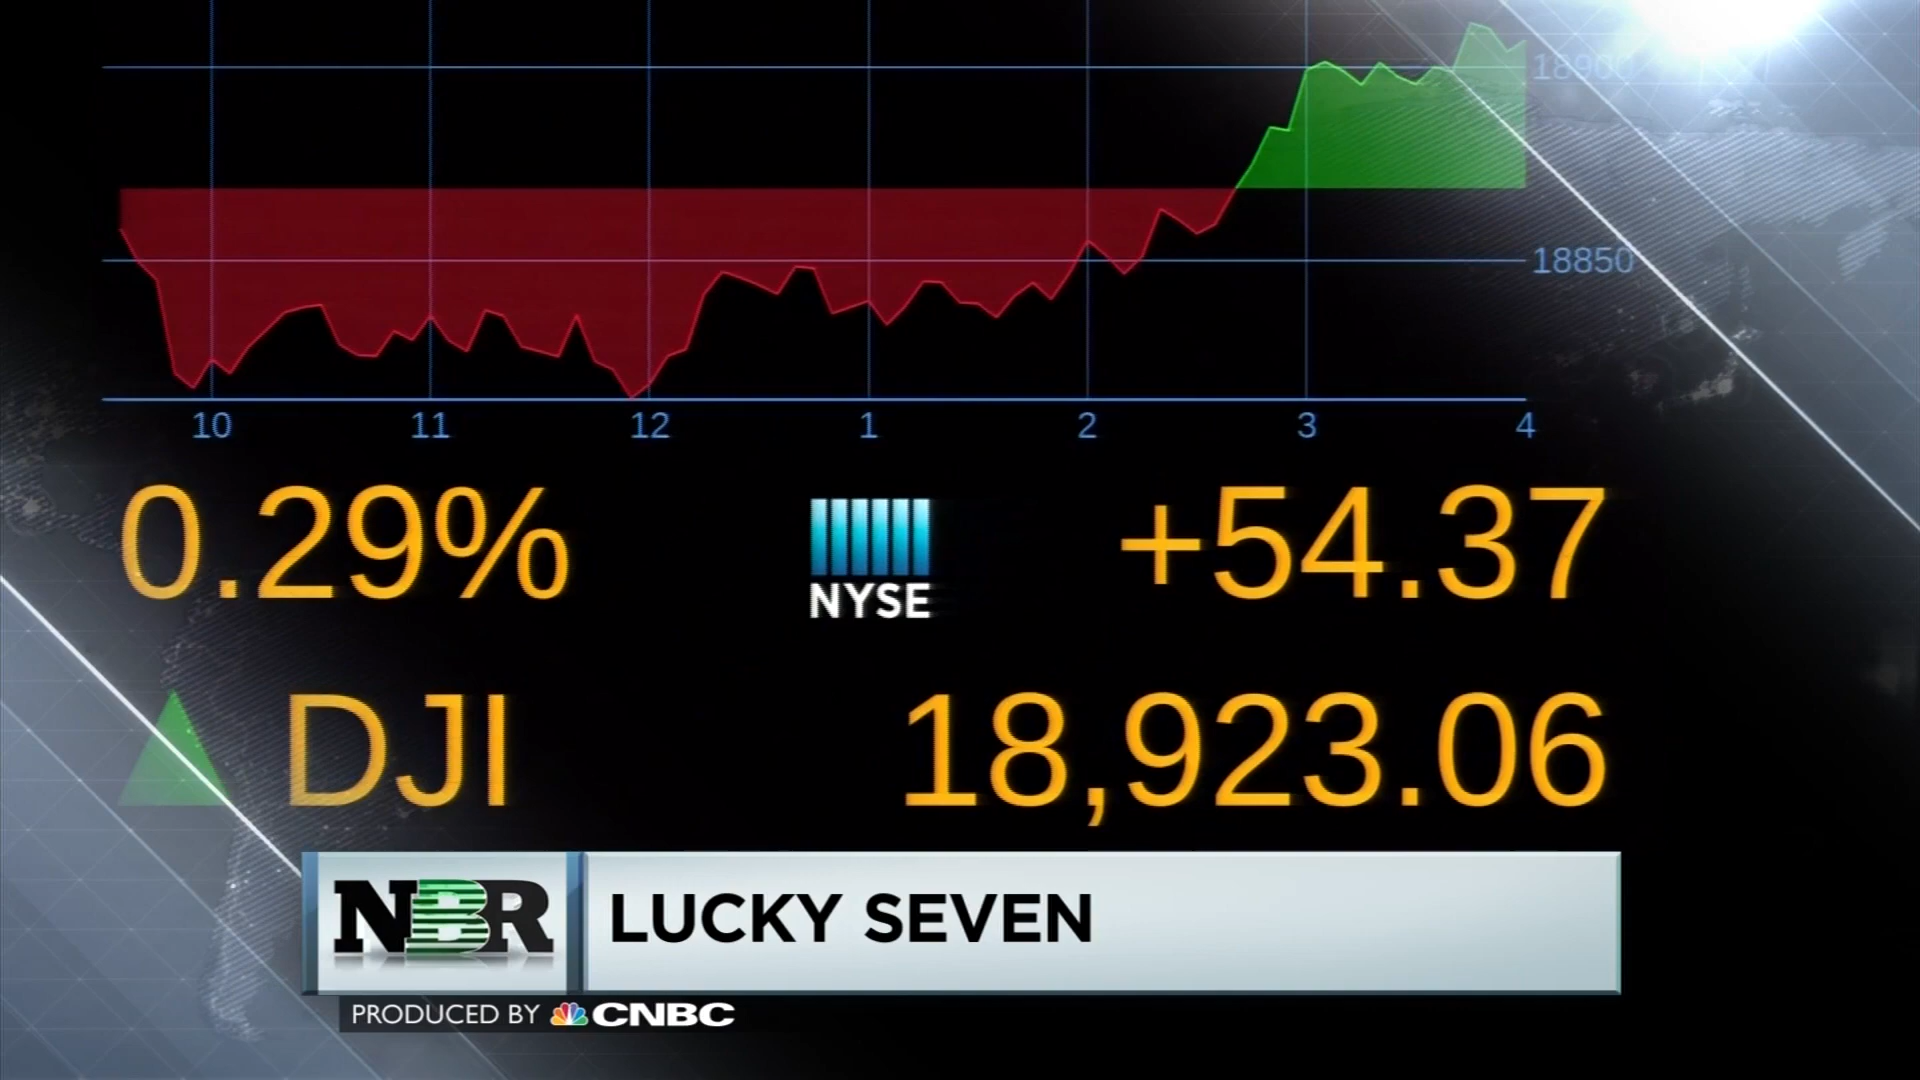 18900
18850
10 11 12 1 2 3 4
0.29% NYSE +54.37
DJI 18,923.06
NBR LUCKY SEVEN
PRODUCED BY CNBC